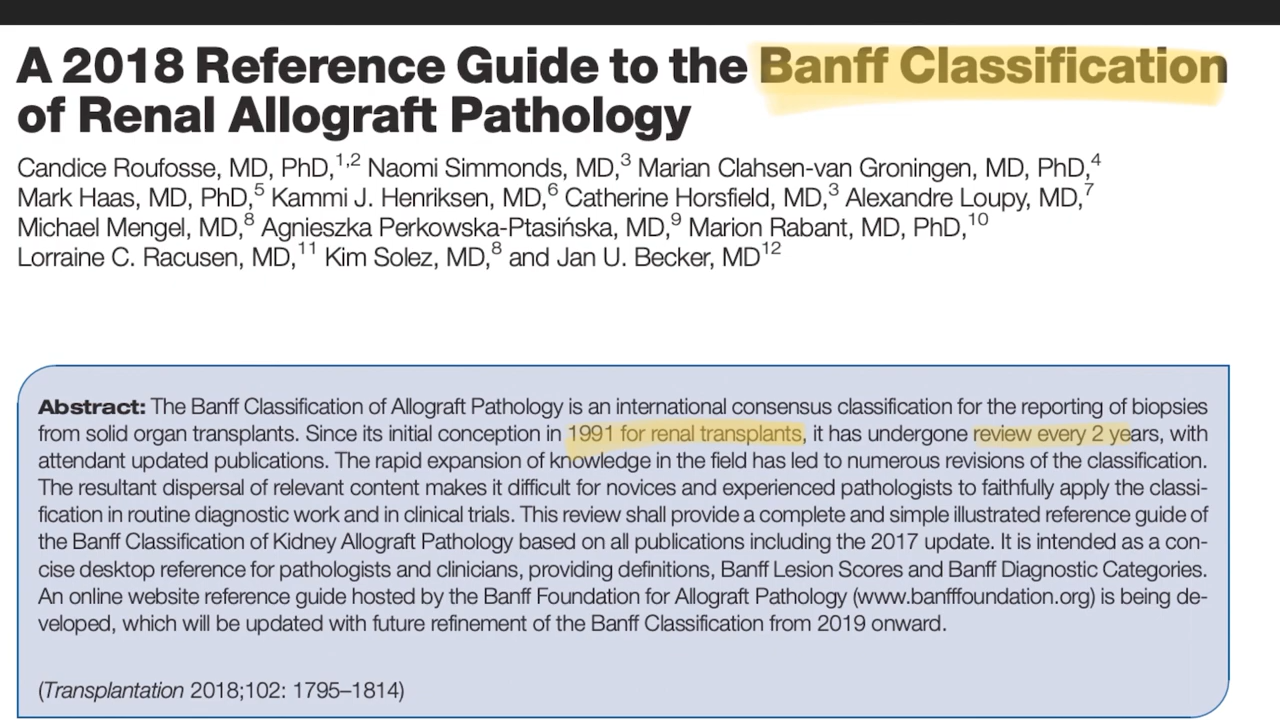 A 2018 Reference Guide to the Banff Classification
of Renal Allograft Pathology
Candice Roufosse, MD, PhD,1,2 Naomi Simmonds, MD,3 Marian Clahsen-van Groningen, MD, PhD,4
Mark Haas, MD, PhD,5 Kammi J. Henriksen, MD,6 Catherine Horsfield, MD,3 Alexandre Loupy, MD,7
Michael Mengel, MD,8 Agnieszka Perkowska-Ptasińska, MD,9 Marion Rabant, MD, PhD,10
Lorraine C. Racusen, MD,11 Kim Solez, MD,8 and Jan U. Becker, MD12
Abstract: The Banff Classification of Allograft Pathology is an international consensus classification for the reporting of biopsies
from solid organ transplants. Since its initial conception in 1991 for renal transplants, it has undergone review every 2 years, with
attendant updated publications. The rapid expansion of knowledge in the field has led to numerous revisions of the classification.
The resultant dispersal of relevant content makes it difficult for novices and experienced pathologists to faithfully apply the classi-
fication in routine diagnostic work and in clinical trials. This review shall provide a complete and simple illustrated reference guide of
the Banff Classification of Kidney Allograft Pathology based on all publications including the 2017 update. It is intended as a con-
cise desktop reference for pathologists and clinicians, providing definitions, Banff Lesion Scores and Banff Diagnostic Categories.
An online website reference guide hosted by the Banff Foundation for Allograft Pathology (www.banfffoundation.org) is being de-
veloped, which will be updated with future refinement of the Banff Classification from 2019 onward.
(Transplantation 2018;102: 1795–1814)